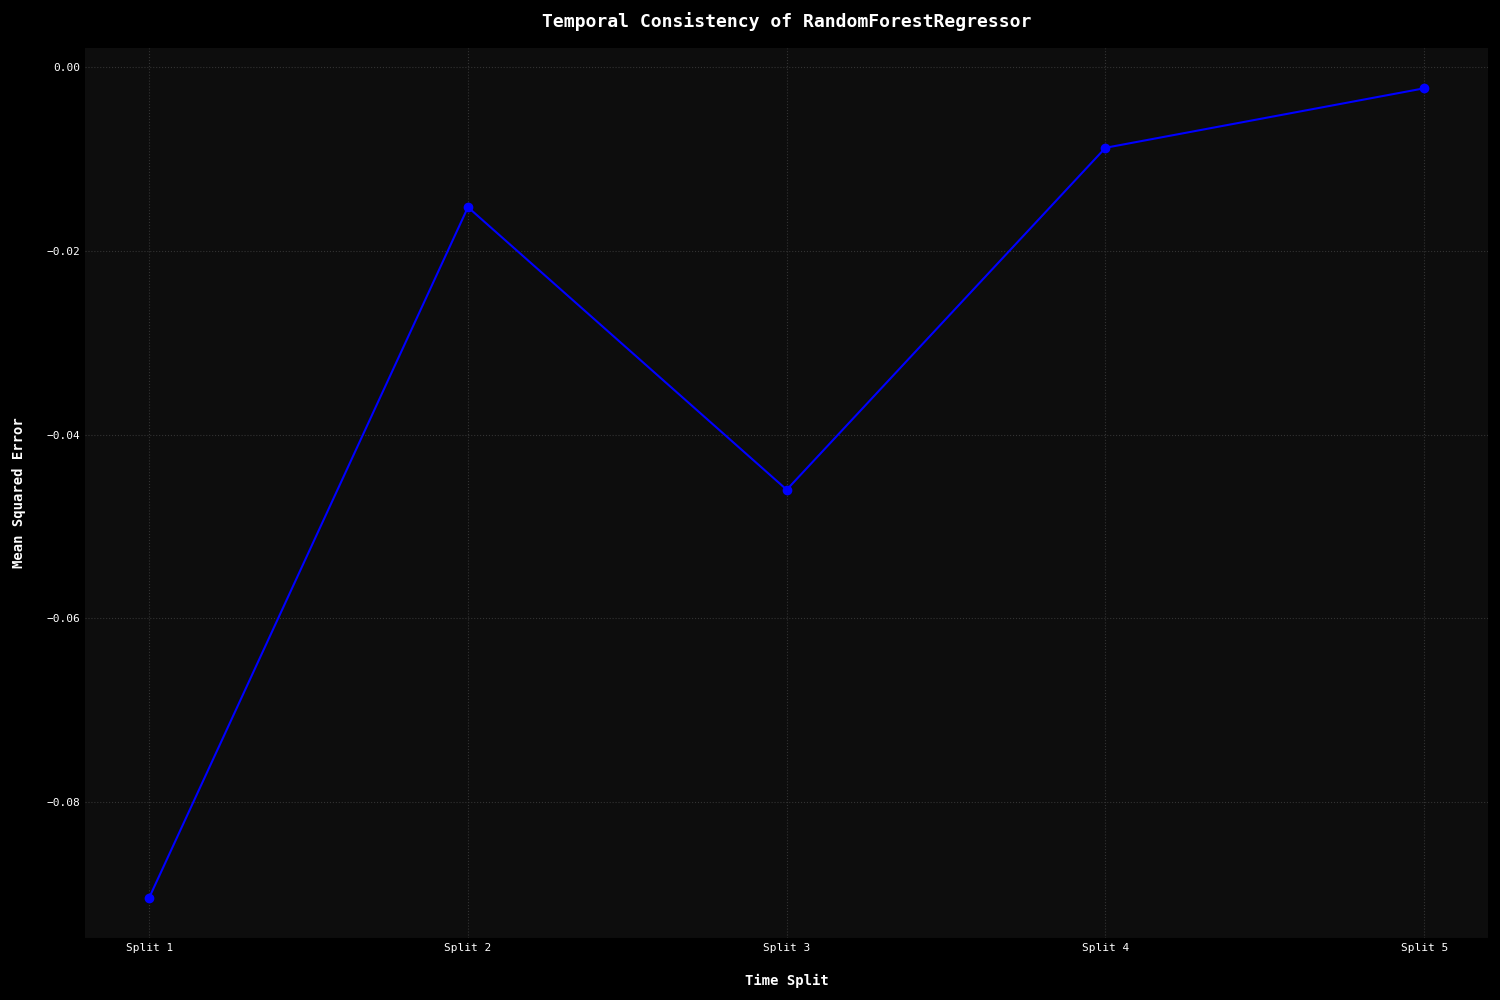 Temporal Consistency of RandomForestRegressor
0.00
−0.02
−0.04
−0.06
−0.08
Mean Squared Error
Split 1 Split 2 Split 3 Split 4 Split 5
Time Split